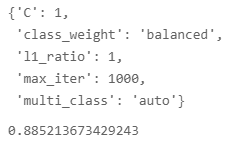 {'C': 1,
'class_weight': 'balanced',
'l1_ratio': 1,
'max_iter': 1000,
'multi_class': 'auto'}
0.885213673429243